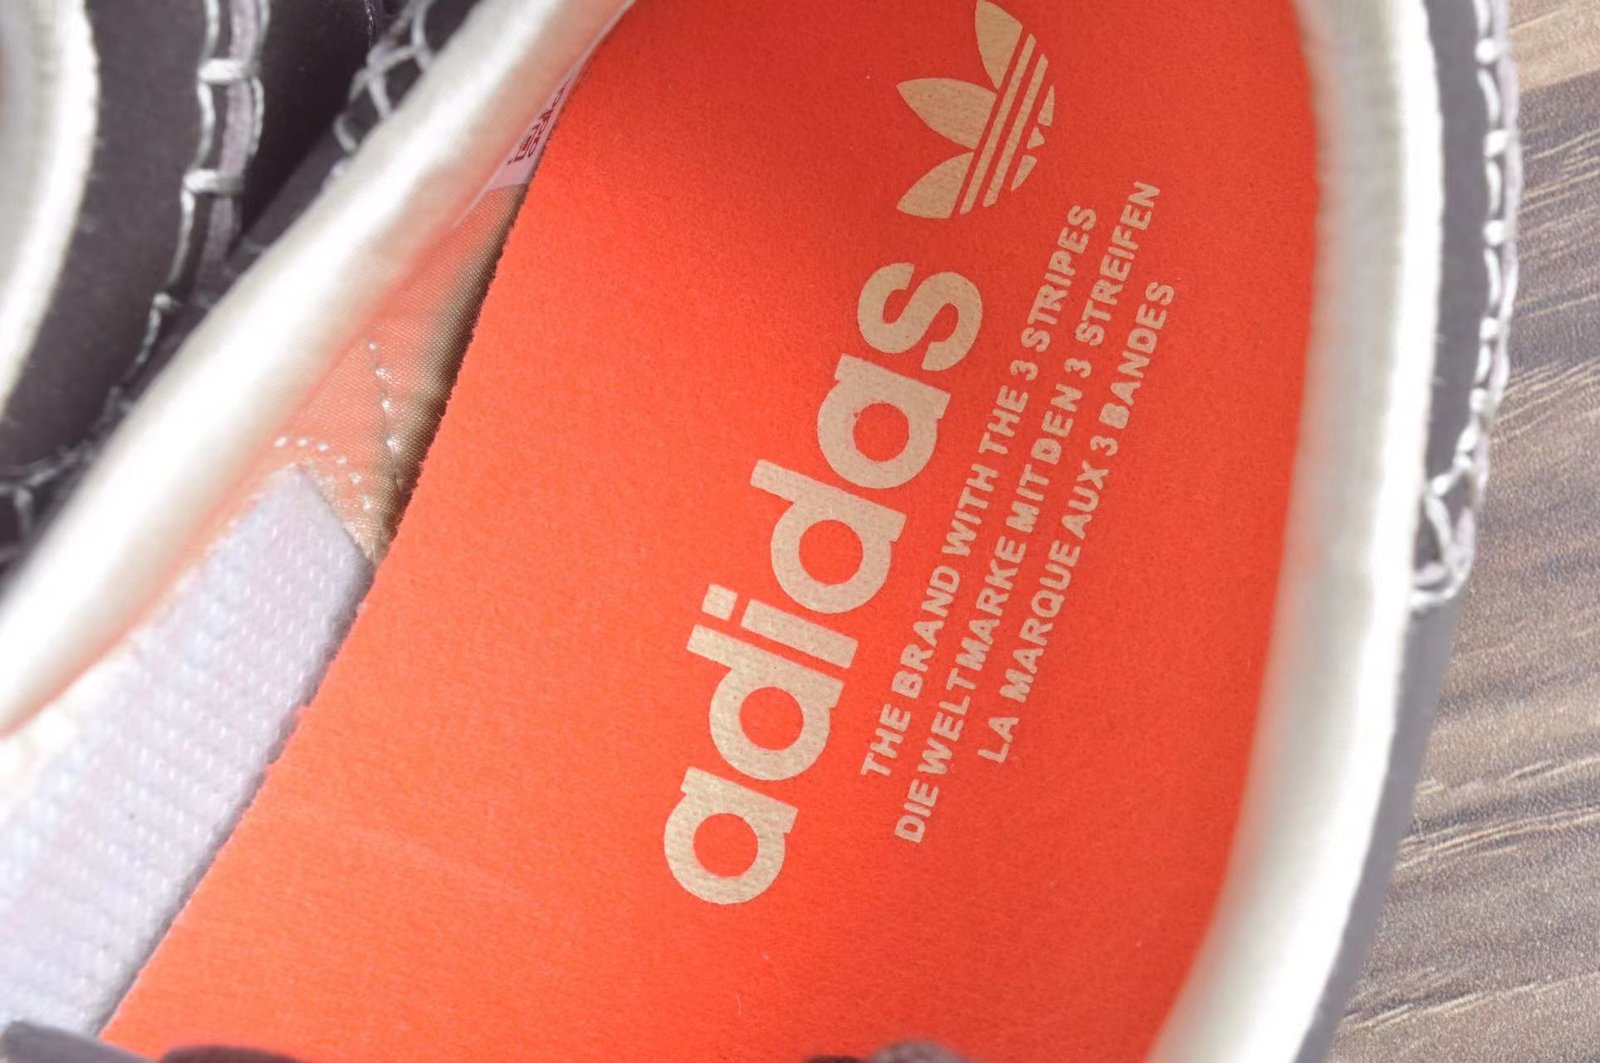 adidas
THE BRAND WITH THE 3 STRIPES
DIE WELTMARKE MIT DEN 3 STREIFEN
LA MARQUE AUX 3 BANDES